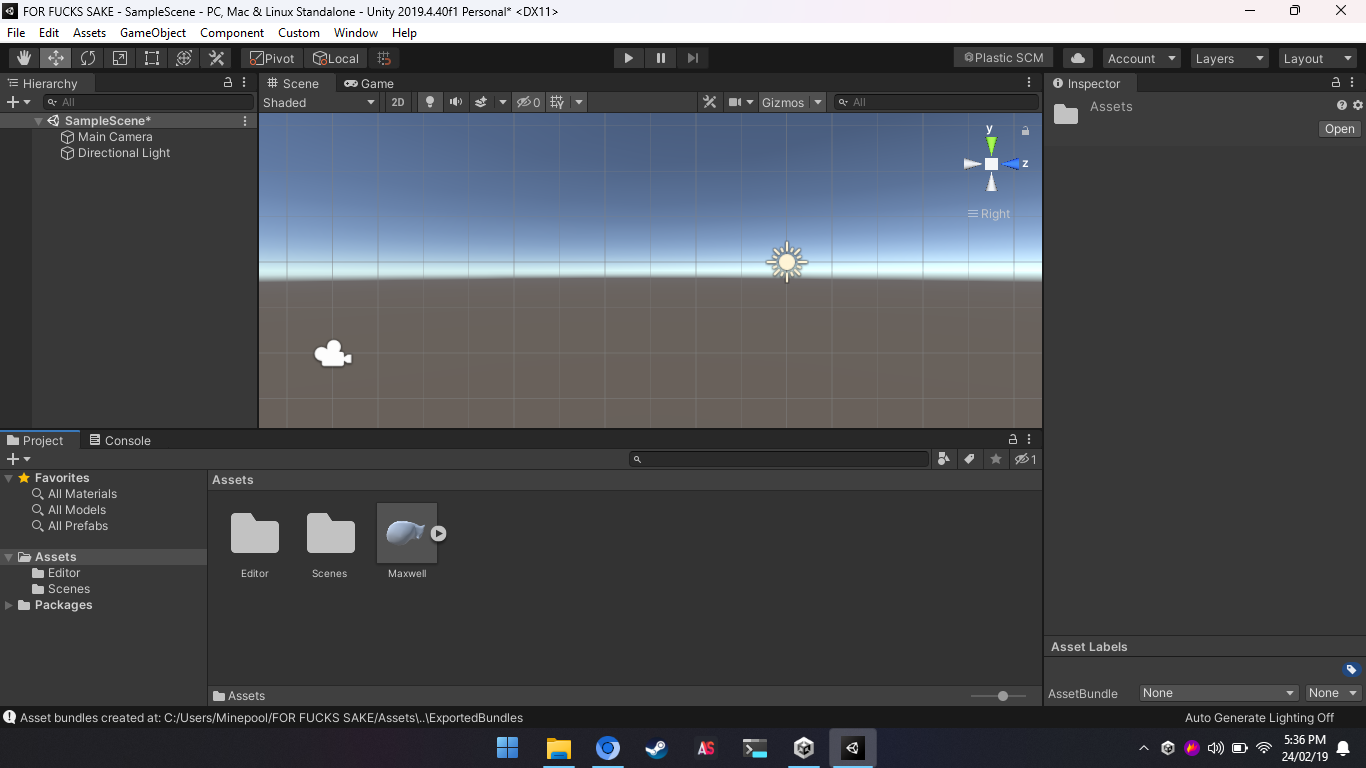 FOR FUCKS SAKE - SampleScene - PC, Mac & Linux Standalone - Unity 2019.4.40f1 Personal* <DX11>
File Edit Assets GameObject Component Custom Window Help
Pivot Local Plastic SCM Account Layers Layout
Hierarchy
All
SampleScene*
Main Camera
Directional Light
Scene Game
Shaded 2D 0 Gizmos All
y
z
Right
Inspector
Assets
Open
Project Console
1
Favorites
All Materials
All Models
All Prefabs
Assets
Editor
Scenes
Packages
Assets
Editor Scenes Maxwell
Assets
Asset Labels
AssetBundle None None
Asset bundles created at: C:/Users/Minepool/FOR FUCKS SAKE/Assets\..\ExportedBundles
Auto Generate Lighting Off
AS
5:36 PM
24/02/19